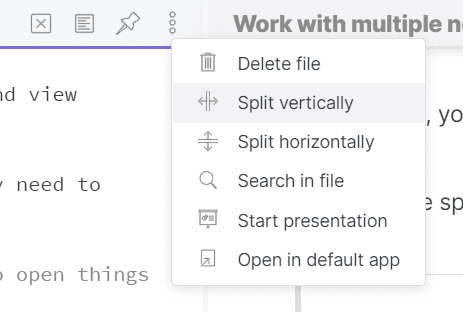 Work with multiple n
nd view
Delete file
Split vertically
, yo
Split horizontally
need to
Search in file
e sp
Start presentation
open things
Open in default app